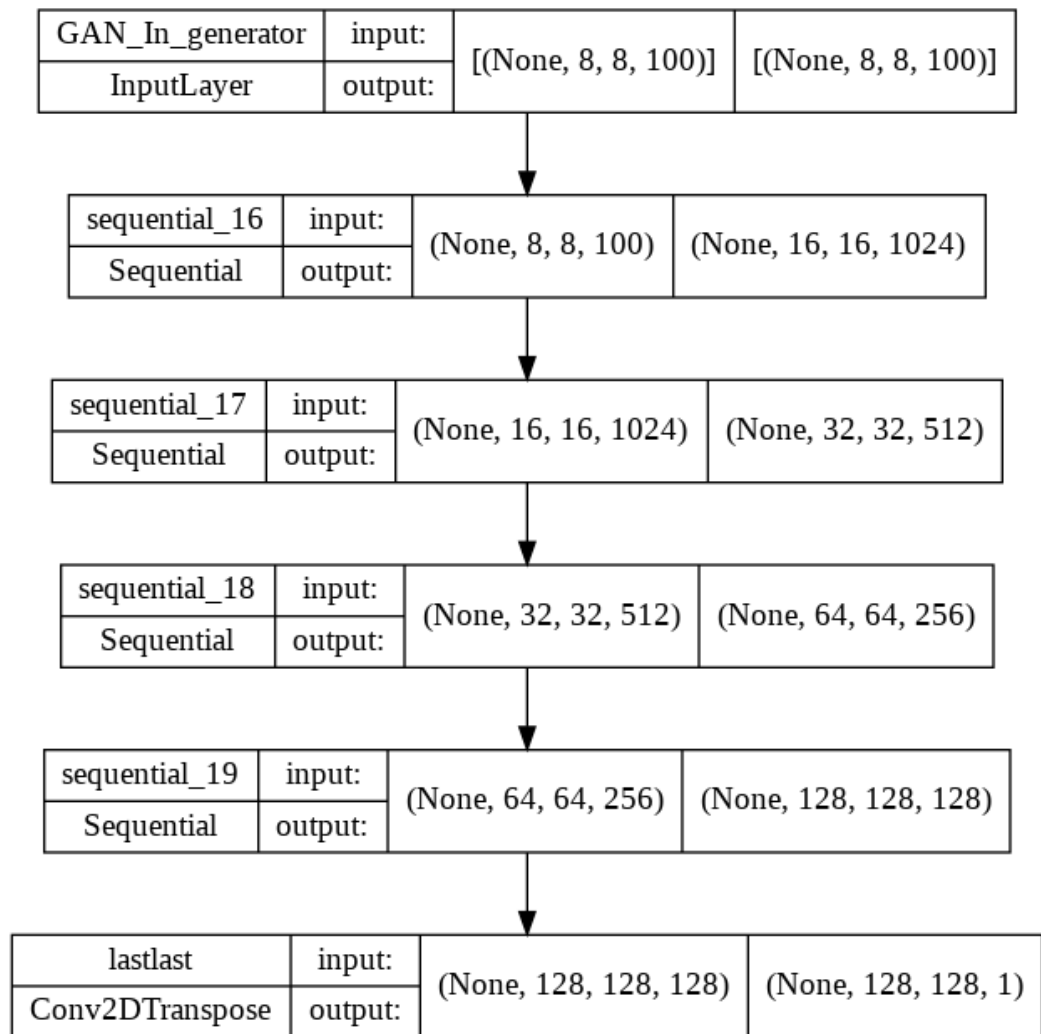 GAN_In_generator input: [(None, 8, 8, 100)] [(None, 8, 8, 100)]
InputLayer output:
sequential_16 input: (None, 8, 8, 100) (None, 16, 16, 1024)
Sequential output:
sequential_17 input: (None, 16, 16, 1024) (None, 32, 32, 512)
Sequential output:
sequential_18 input: (None, 32, 32, 512) (None, 64, 64, 256)
Sequential output:
sequential_19 input: (None, 64, 64, 256) (None, 128, 128, 128)
Sequential output:
lastlast input: (None, 128, 128, 128) (None, 128, 128, 1)
Conv2DTranspose output: